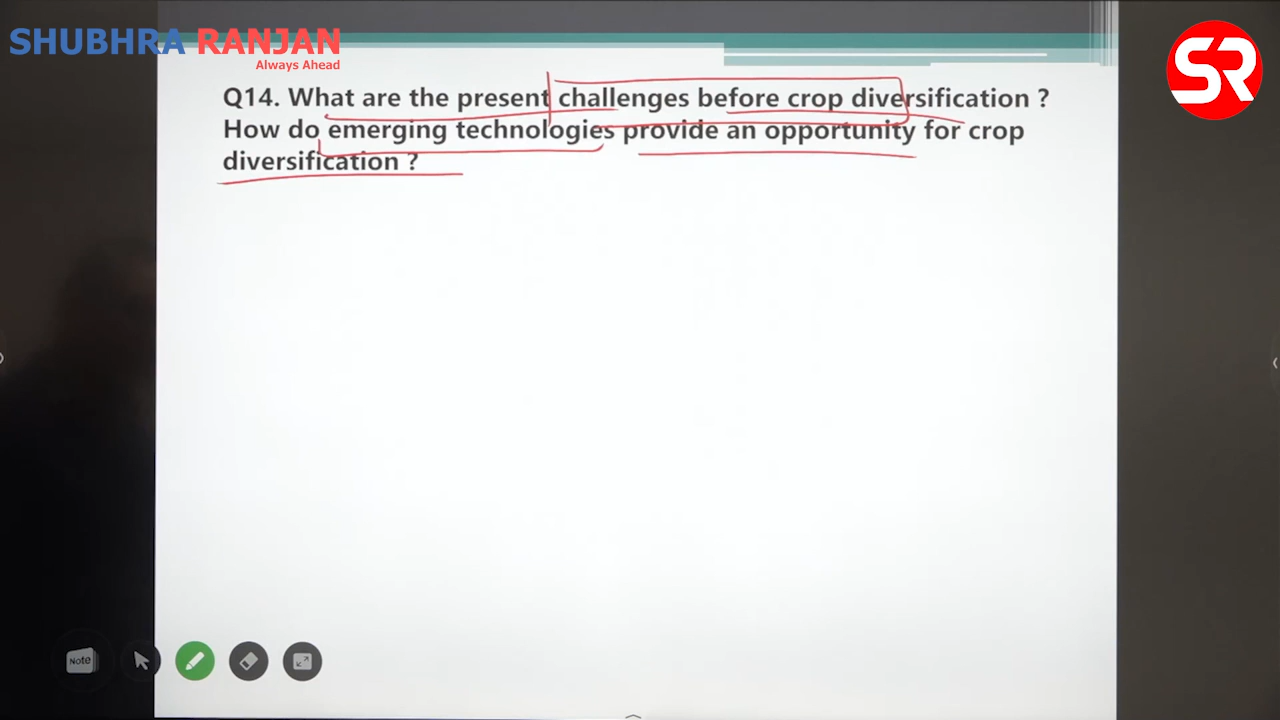 SHUBHRA RANJAN
Always Ahead
SR
Q14. What are the present challenges before crop diversification ?
How do emerging technologies provide an opportunity for crop
diversification ?
Note